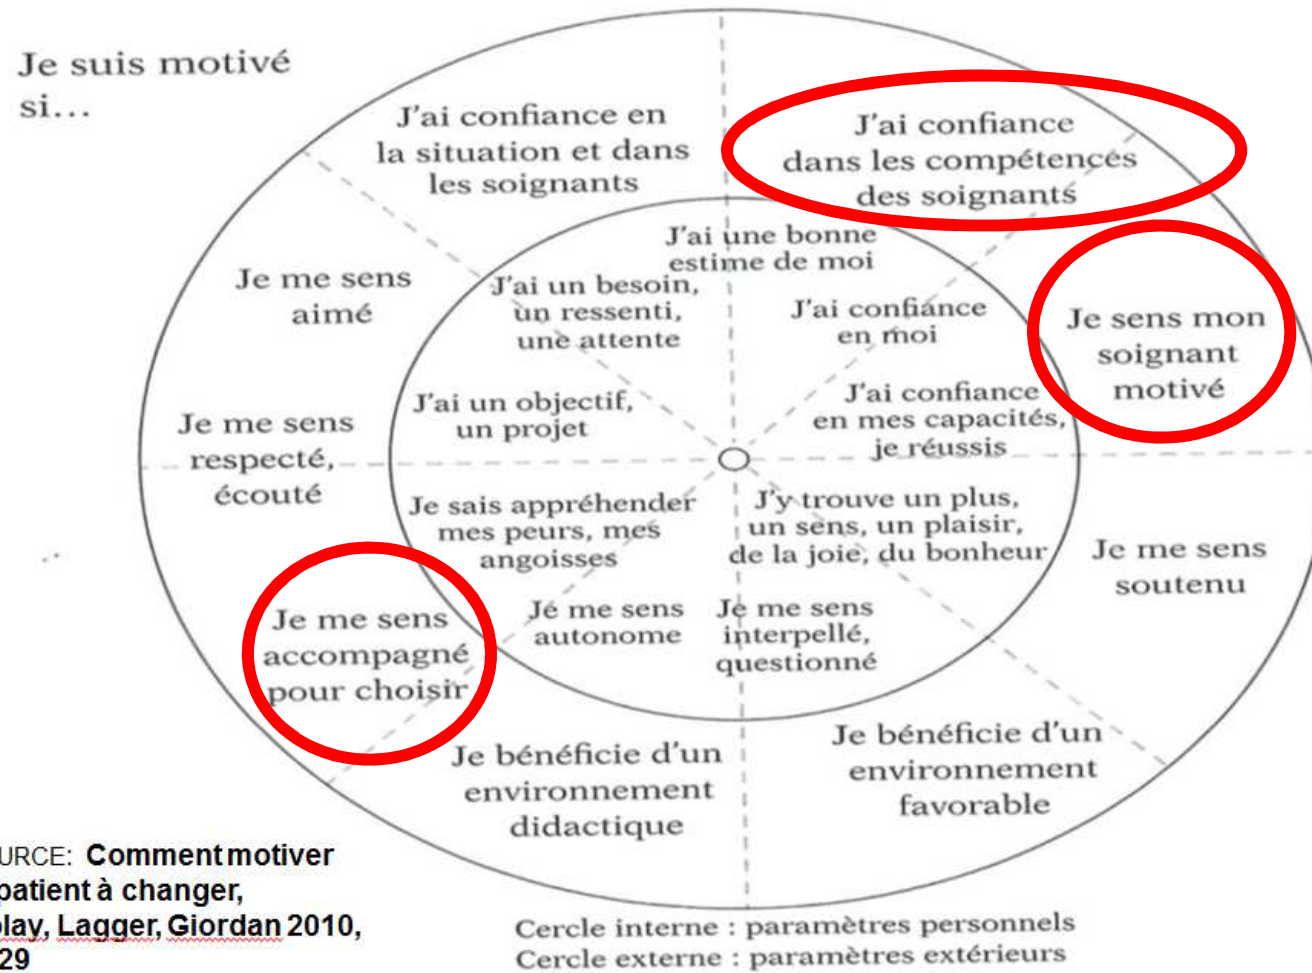 Je suis motivé
si...
J'ai confiance en
la situation et dans
les soignants
J'ai confiance
dans les compétences
des soignants
Je me sens
aimé
J'ai une bonne
estime de moi
J'ai un besoin,
un ressenti,
une attente
J'ai confiance
en moi
Je sens mon
soignant
motivé
Je me sens
respecté,
écouté
J'ai un objectif,
un projet
J'ai confiance
en mes capacités,
je réussis
Je sais appréhender
mes peurs, mes
angoisses
J'y trouve un plus,
un sens, un plaisir,
de la joie, du bonheur
Je me sens
soutenu
Je me sens
accompagné
pour choisir
Je me sens
autonome
Je me sens
interpellé,
questionné
Je bénéficie d'un
environnement
didactique
Je bénéficie d'un
environnement
favorable
URCE: Comment motiver
patient à changer,
lay, Lagger, Giordan 2010,
29
Cercle interne : paramètres personnels
Cercle externe : paramètres extérieurs